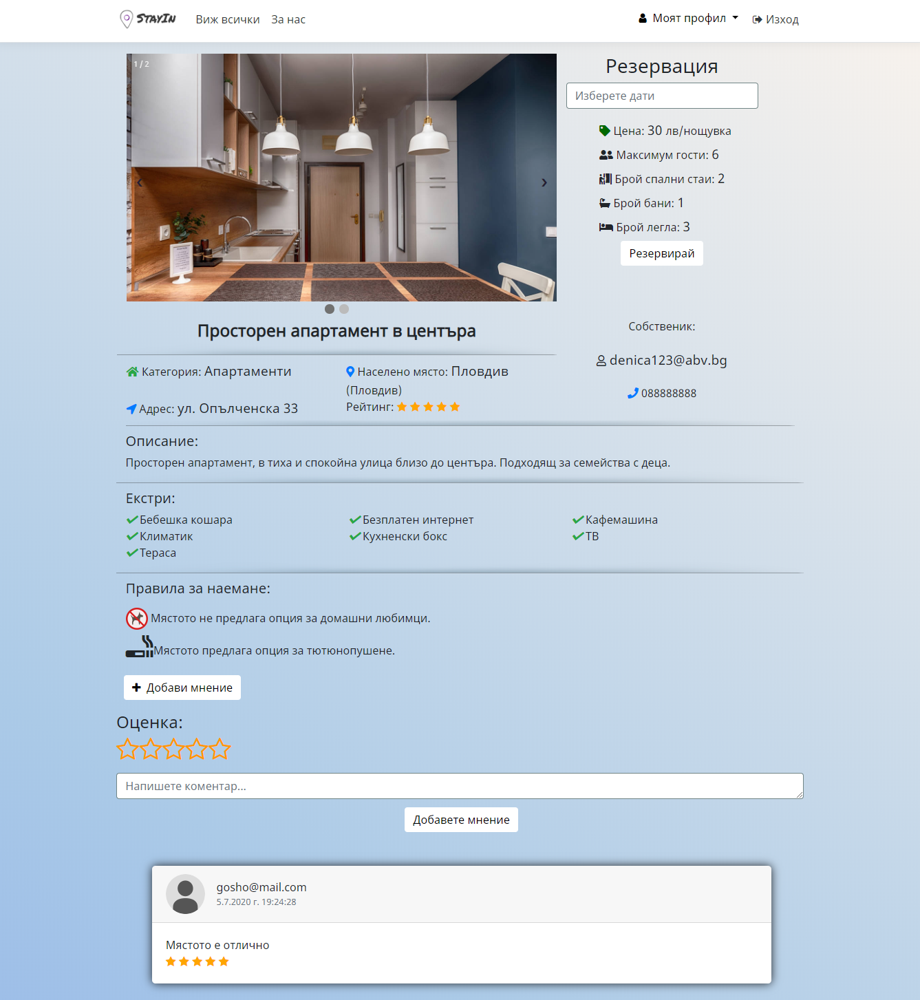 StayIn
Виж всички
За нас
Моят профил
Изход
1 / 2
Резервация
Изберете дати
Цена: 30 лв/нощувка
Максимум гости: 6
Брой спални стаи: 2
Брой бани: 1
Брой легла: 3
Резервирай
Собственик:
denica123@abv.bg
088888888
Просторен апартамент в центъра
Категория: Апартаменти
Населено място: Пловдив
(Пловдив)
Адрес: ул. Опълченска 33
Рейтинг:
Описание:
Просторен апартамент, в тиха и спокойна улица близо до центъра. Подходящ за семейства с деца.
Екстри:
Бебешка кошара
Безплатен интернет
Кафемашина
Климатик
Кухненски бокс
ТВ
Тераса
Правила за наемане:
Мястото не предлага опция за домашни любимци.
Мястото предлага опция за тютюнопушене.
Добави мнение
Оценка:
Напишете коментар...
Добавете мнение
gosho@mail.com
5.7.2020 г. 19:24:28
Мястото е отлично